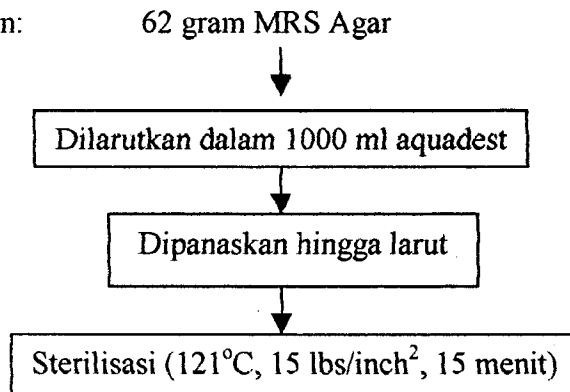 n: 62 gram MRS Agar
Dilarutkan dalam 1000 ml aquadest
Dipanaskan hingga larut
Sterilisasi (121°C, 15 lbs/inch², 15 menit)